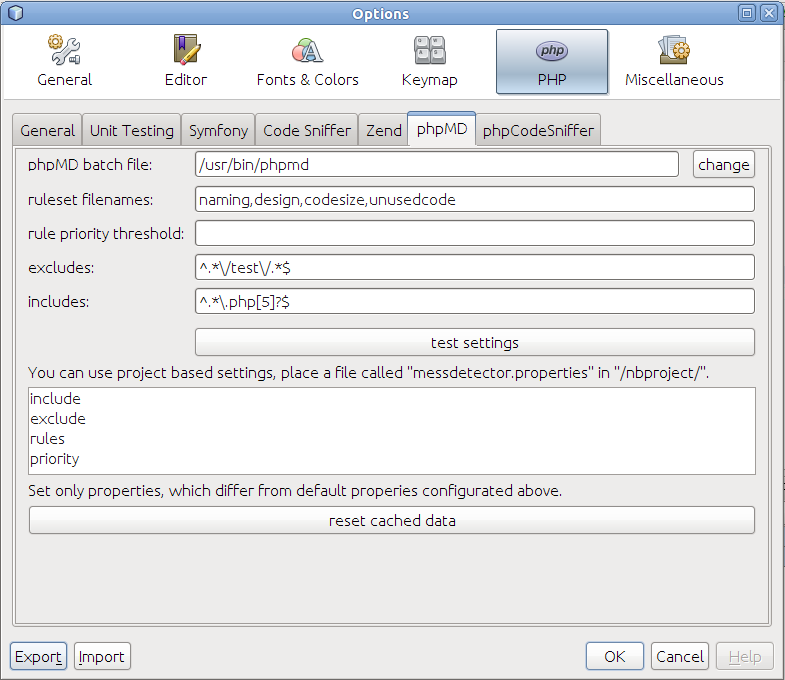 Options
General
Editor
Fonts & Colors
Keymap
php
PHP
Miscellaneous
General
Unit Testing
Symfony
Code Sniffer
Zend
phpMD
phpCodeSniffer
phpMD batch file: /usr/bin/phpmd change
ruleset filenames: naming,design,codesize,unusedcode
rule priority threshold:
excludes: ^.*\/test\/.*$
includes: ^.*\.php[5]?$
test settings
You can use project based settings, place a file called "messdetector.properties" in "/nbproject/".
include
exclude
rules
priority
Set only properties, which differ from default properies configurated above.
reset cached data
Export Import OK Cancel Help